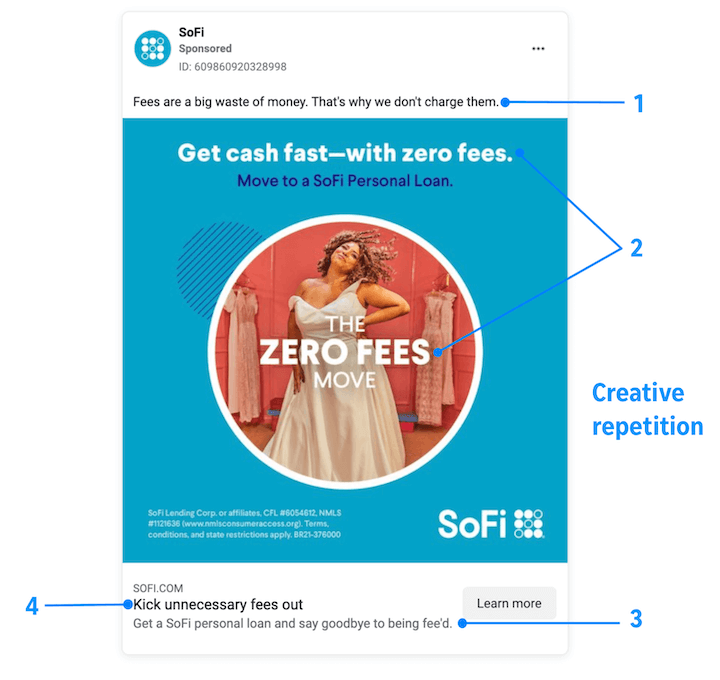 SoFi
Sponsored
ID: 609860920328998
Fees are a big waste of money. That's why we don't charge them.
1
Get cash fast—with zero fees.
Move to a SoFi Personal Loan.
2
THE
ZERO FEES
MOVE
Creative
repetition
SoFi Lending Corp. or affiliates, CFL #6054612, NMLS
#1121636 (www.nmlsconsumeraccess.org). Terms,
conditions, and state restrictions apply. BR21-376000
SoFi
SOFI.COM
4
Kick unnecessary fees out
Learn more
Get a SoFi personal loan and say goodbye to being fee'd.
3